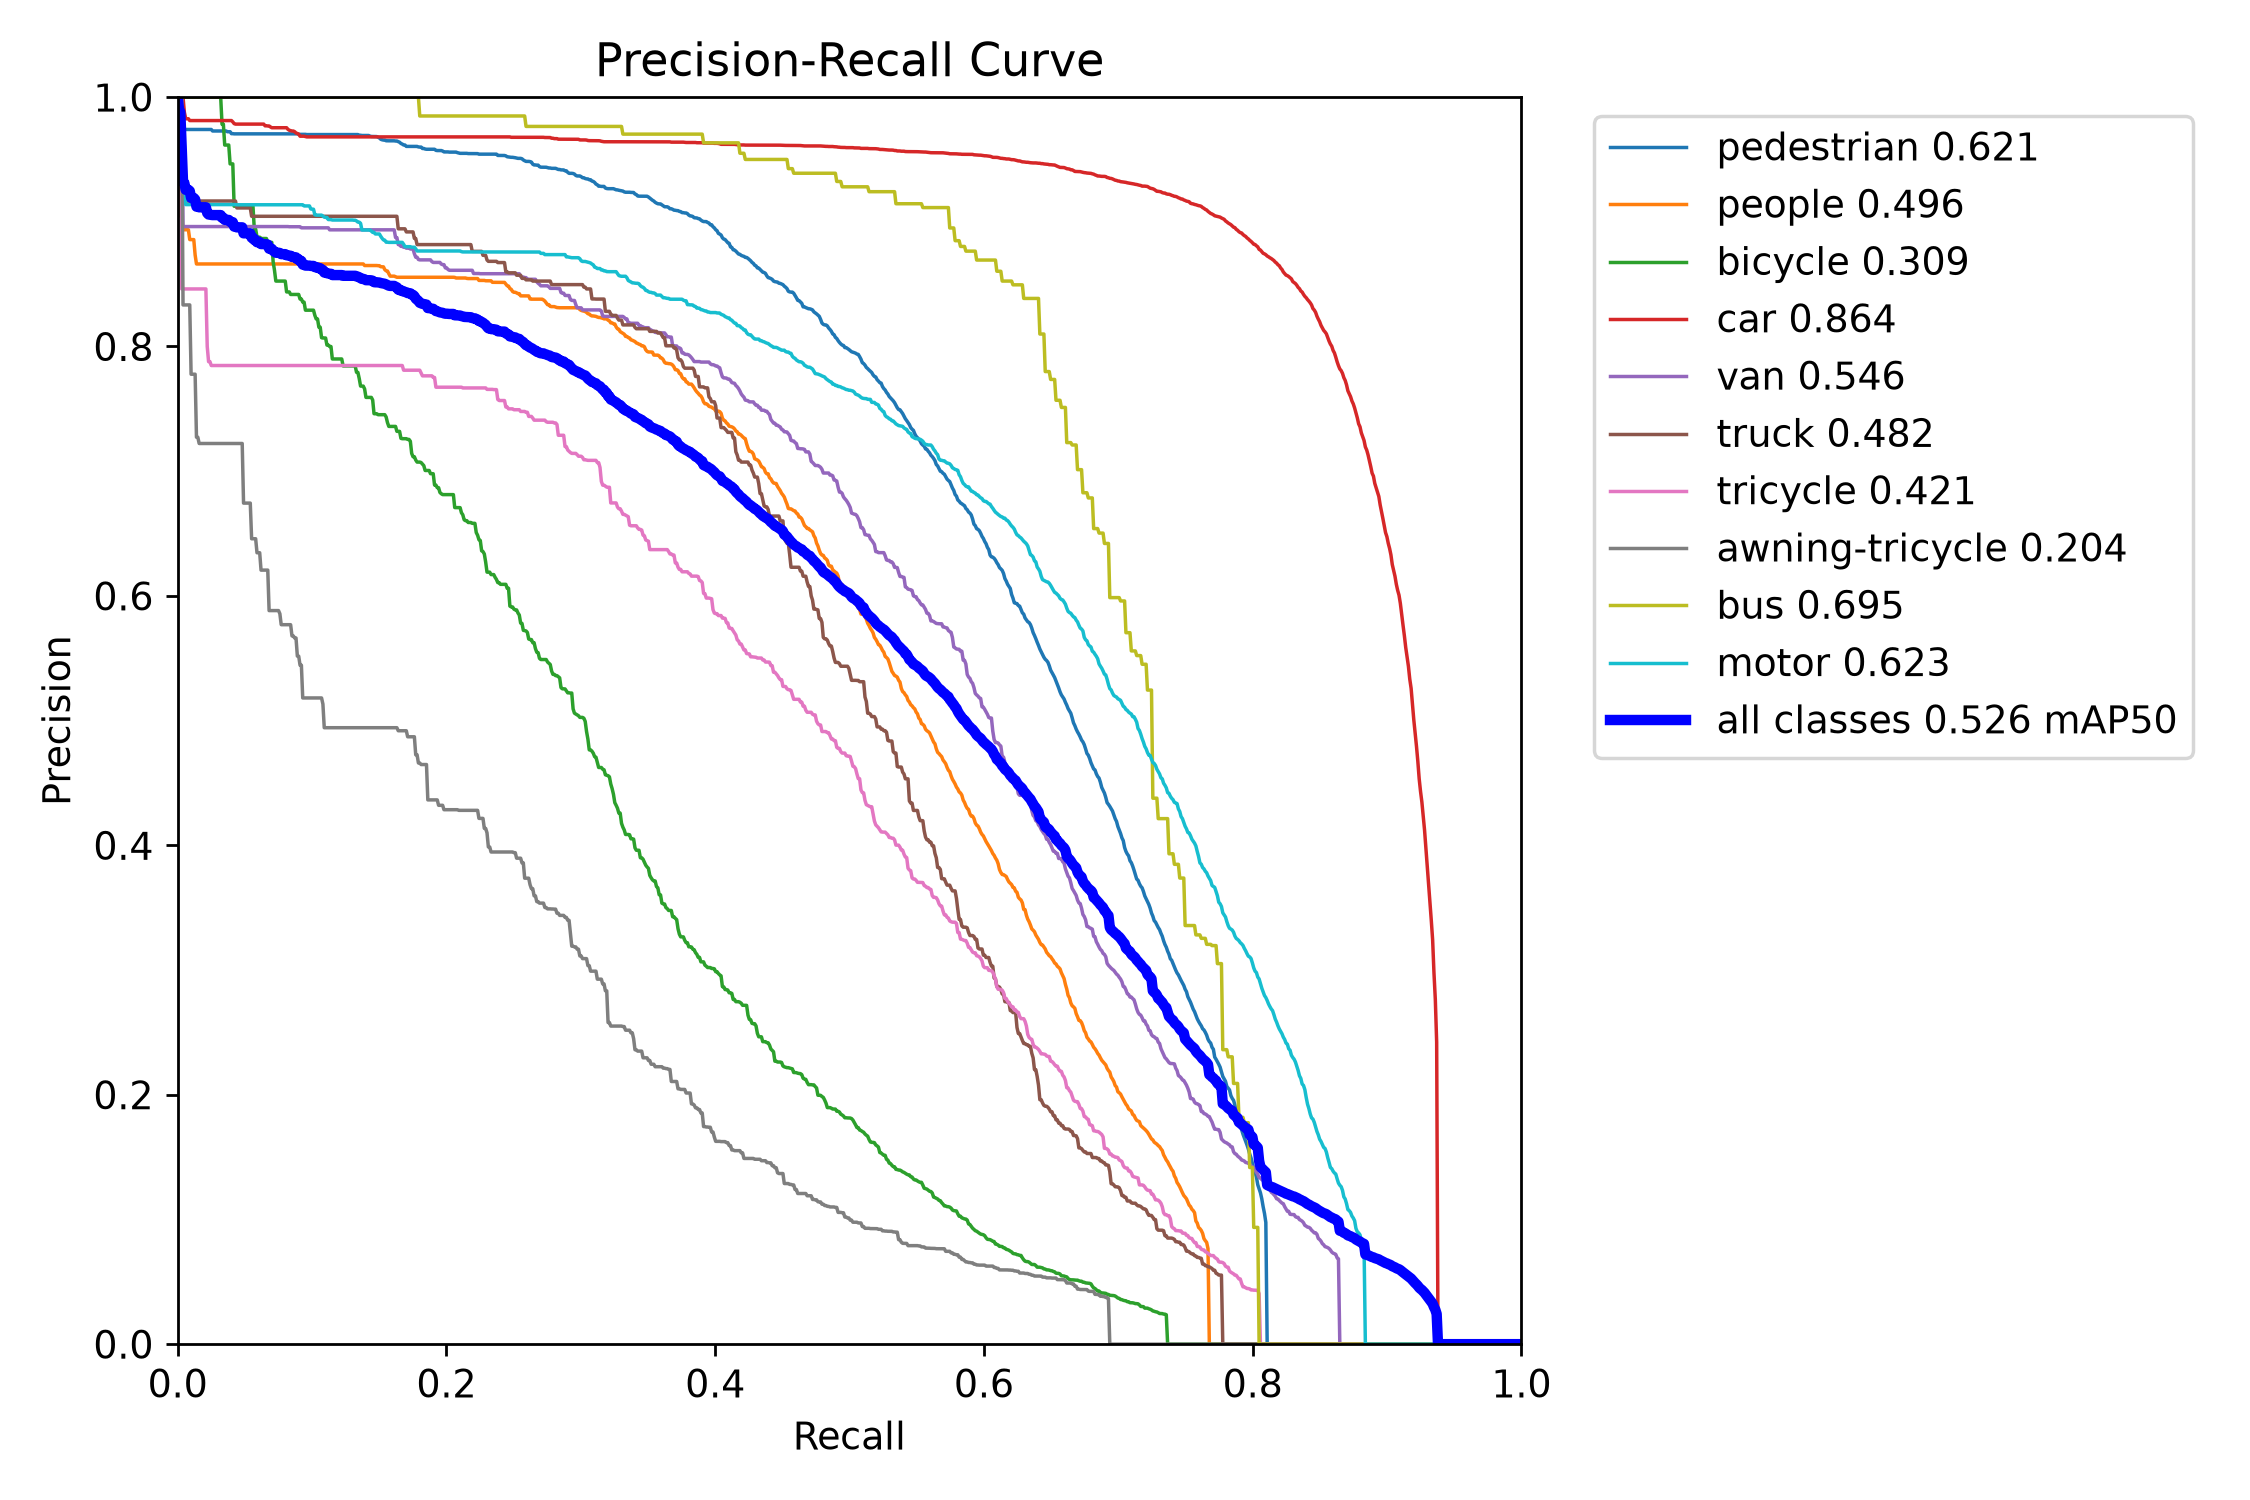 Precision-Recall Curve
1.0
0.8
0.6
0.4
0.2
0.0
Precision
0.0 0.2 0.4 0.6 0.8 1.0
Recall
pedestrian 0.621
people 0.496
bicycle 0.309
car 0.864
van 0.546
truck 0.482
tricycle 0.421
awning-tricycle 0.204
bus 0.695
motor 0.623
all classes 0.526 mAP50